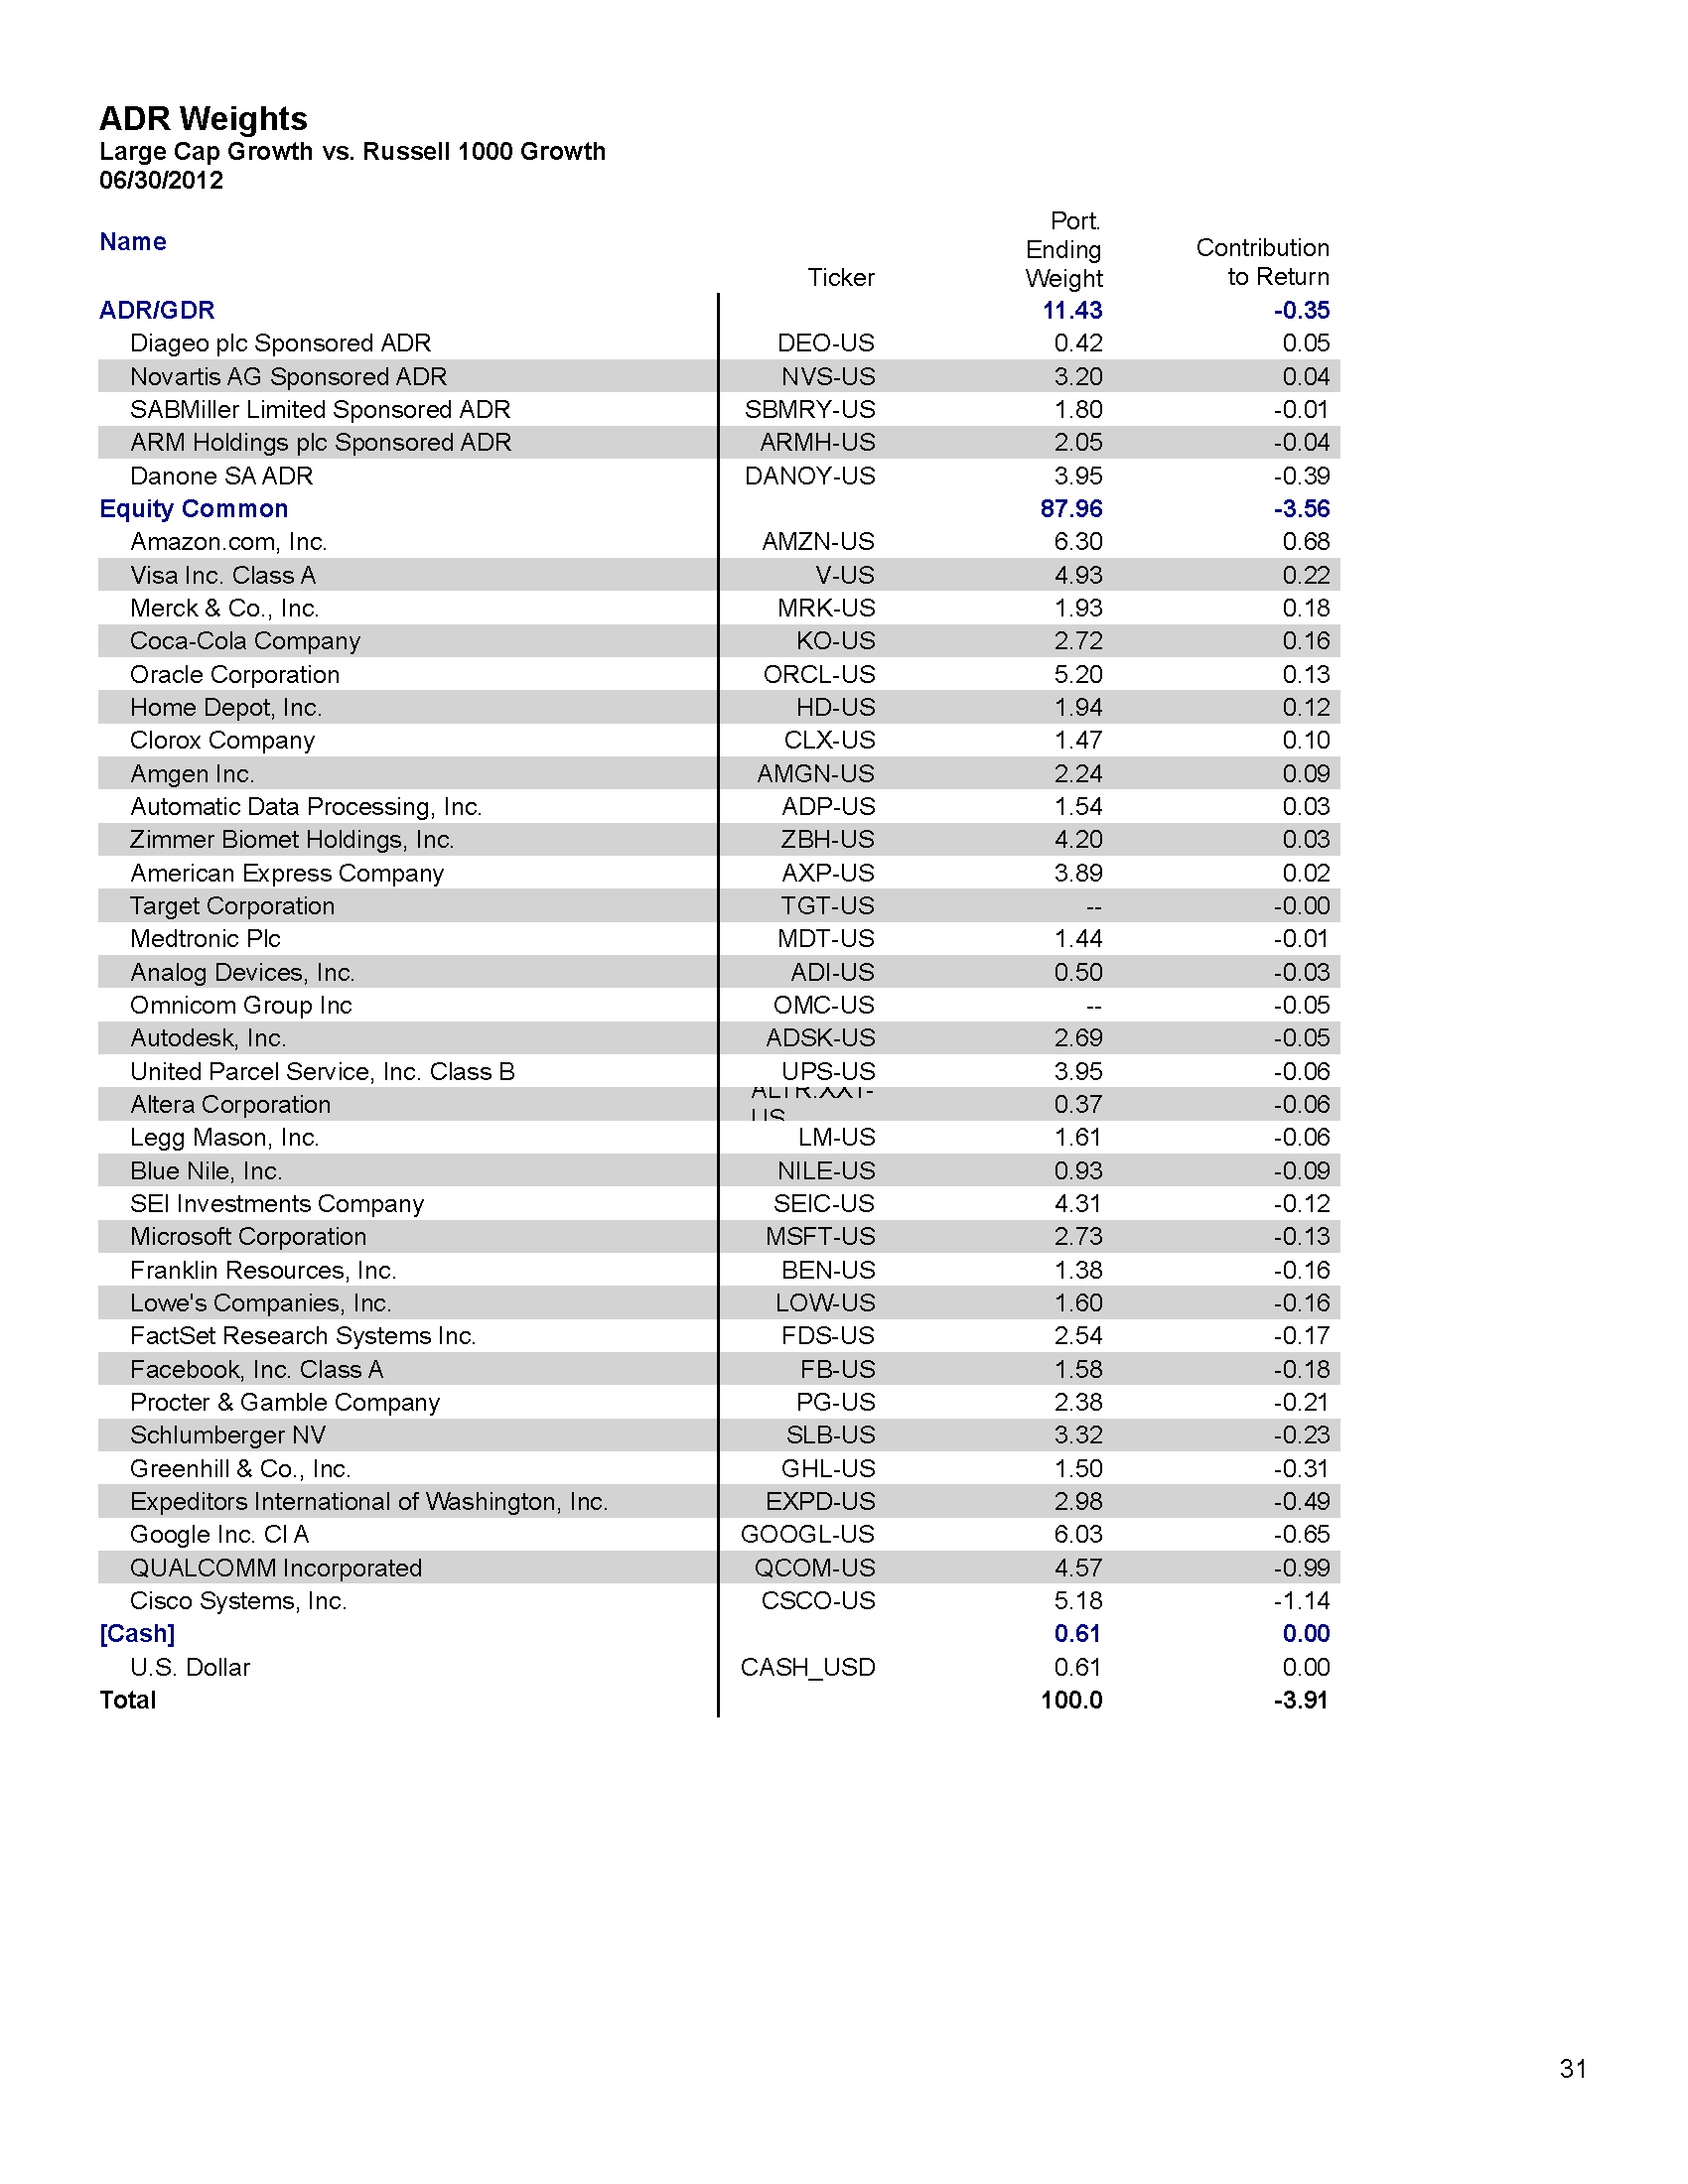 ADR Weights
Large Cap Growth vs. Russell 1000 Growth
06/30/2012
Name Ticker Port. Ending Weight Contribution to Return
ADR/GDR 11.43 -0.35
Diageo plc Sponsored ADR DEO-US 0.42 0.05
Novartis AG Sponsored ADR NVS-US 3.20 0.04
SABMiller Limited Sponsored ADR SBMRY-US 1.80 -0.01
ARM Holdings plc Sponsored ADR ARMH-US 2.05 -0.04
Danone SA ADR DANOY-US 3.95 -0.39
Equity Common 87.96 -3.56
Amazon.com, Inc. AMZN-US 6.30 0.68
Visa Inc. Class A V-US 4.93 0.22
Merck & Co., Inc. MRK-US 1.93 0.18
Coca-Cola Company KO-US 2.72 0.16
Oracle Corporation ORCL-US 5.20 0.13
Home Depot, Inc. HD-US 1.94 0.12
Clorox Company CLX-US 1.47 0.10
Amgen Inc. AMGN-US 2.24 0.09
Automatic Data Processing, Inc. ADP-US 1.54 0.03
Zimmer Biomet Holdings, Inc. ZBH-US 4.20 0.03
American Express Company AXP-US 3.89 0.02
Target Corporation TGT-US -- -0.00
Medtronic Plc MDT-US 1.44 -0.01
Analog Devices, Inc. ADI-US 0.50 -0.03
Omnicom Group Inc OMC-US -- -0.05
Autodesk, Inc. ADSK-US 2.69 -0.05
United Parcel Service, Inc. Class B UPS-US 3.95 -0.06
Altera Corporation 0.37 -0.06
Legg Mason, Inc. LM-US 1.61 -0.06
Blue Nile, Inc. NILE-US 0.93 -0.09
SEI Investments Company SEIC-US 4.31 -0.12
Microsoft Corporation MSFT-US 2.73 -0.13
Franklin Resources, Inc. BEN-US 1.38 -0.16
Lowe's Companies, Inc. LOW-US 1.60 -0.16
FactSet Research Systems Inc. FDS-US 2.54 -0.17
Facebook, Inc. Class A FB-US 1.58 -0.18
Procter & Gamble Company PG-US 2.38 -0.21
Schlumberger NV SLB-US 3.32 -0.23
Greenhill & Co., Inc. GHL-US 1.50 -0.31
Expeditors International of Washington, Inc. EXPD-US 2.98 -0.49
Google Inc. Cl A GOOGL-US 6.03 -0.65
QUALCOMM Incorporated QCOM-US 4.57 -0.99
Cisco Systems, Inc. CSCO-US 5.18 -1.14
[Cash] 0.61 0.00
U.S. Dollar CASH_USD 0.61 0.00
Total 100.0 -3.91
31